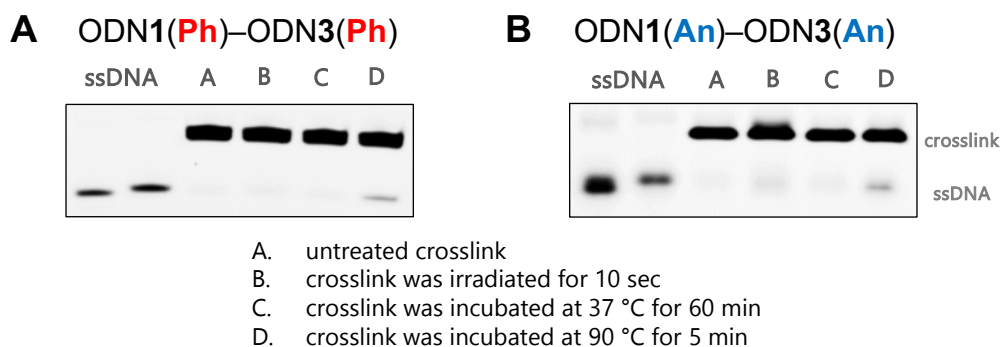 A ODN1(Ph)–ODN3(Ph)
ssDNA A B C D
B ODN1(An)–ODN3(An)
ssDNA A B C D
crosslink
ssDNA
A. untreated crosslink
B. crosslink was irradiated for 10 sec
C. crosslink was incubated at 37 °C for 60 min
D. crosslink was incubated at 90 °C for 5 min